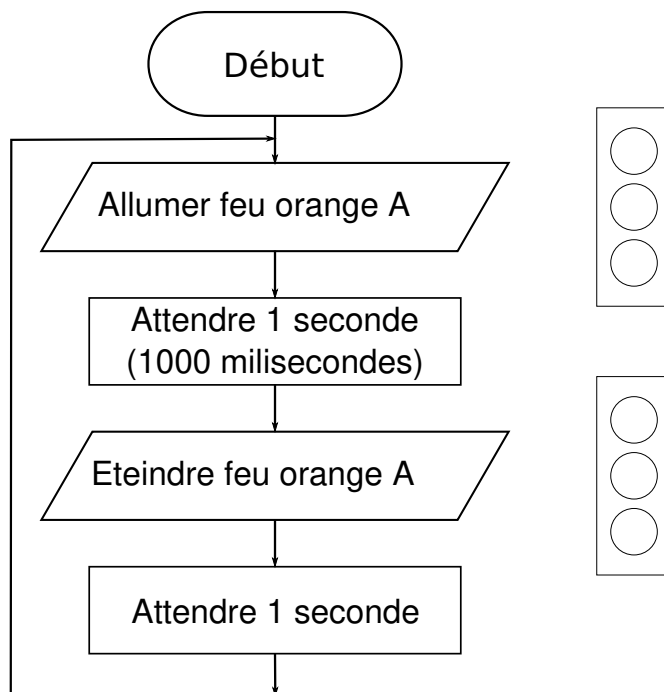 Début
Allumer feu orange A
Attendre 1 seconde
(1000 milisecondes)
Eteindre feu orange A
Attendre 1 seconde